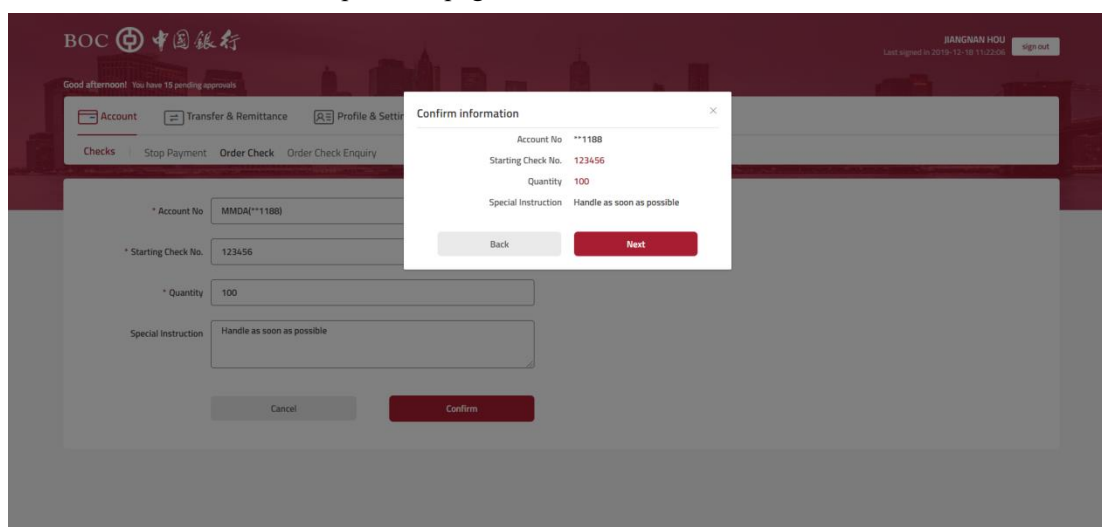 BOC 中国銀行
JIANGNAN HOU
Last signed in 2019-12-18 11:22:06
sign out
Good afternoon! You have 15 pending approvals
Account Transfer & Remittance Profile & Settin
Checks Stop Payment Order Check Order Check Enquiry
Confirm information ×
Account No **1188
Starting Check No. 123456
Quantity 100
Special Instruction Handle as soon as possible
Back Next
* Account No MMDA(**1188)
* Starting Check No. 123456
* Quantity 100
Special Instruction Handle as soon as possible
Cancel Confirm